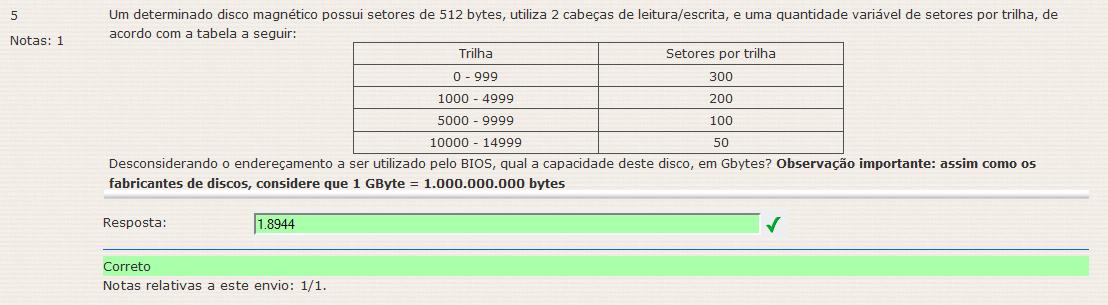 5
Notas: 1
Um determinado disco magnético possui setores de 512 bytes, utiliza 2 cabeças de leitura/escrita, e uma quantidade variável de setores por trilha, de
acordo com a tabela a seguir:
Trilha Setores por trilha
0 - 999 300
1000 - 4999 200
5000 - 9999 100
10000 - 14999 50
Desconsiderando o endereçamento a ser utilizado pelo BIOS, qual a capacidade deste disco, em Gbytes? Observação importante: assim como os
fabricantes de discos, considere que 1 GByte = 1.000.000.000 bytes
Resposta: 1.8944
Correto
Notas relativas a este envio: 1/1.